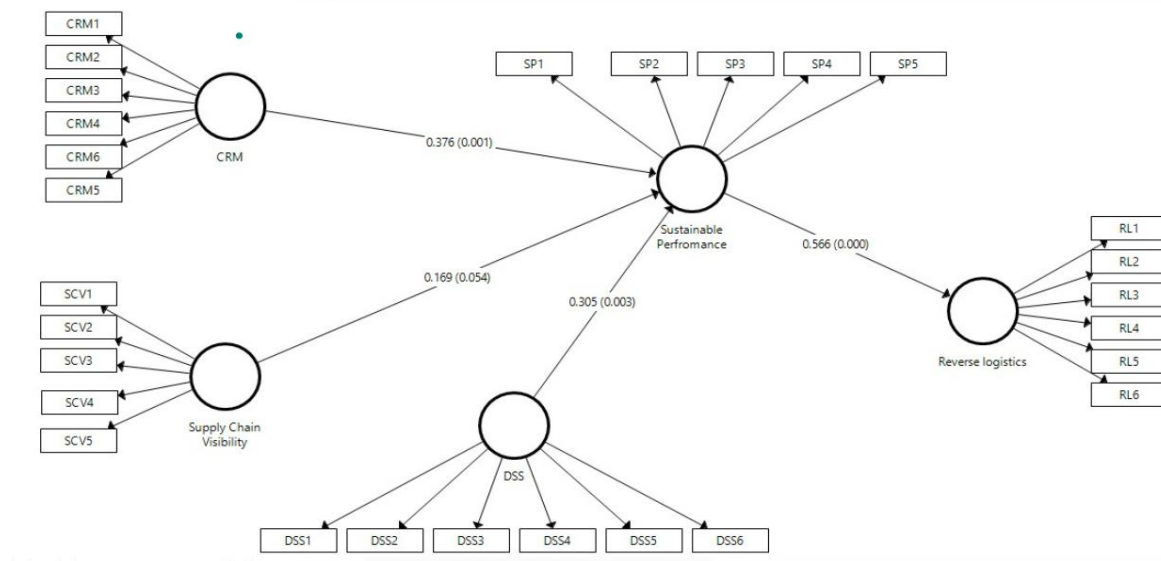 CRM1
CRM2
CRM3
CRM4
CRM6
CRM5
CRM
SP1
SP2
SP3
SP4
SP5
0.376 (0.001)
Sustainable
Perfromance
0.566 (0.000)
RL1
RL2
RL3
RL4
RL5
RL6
Reverse logistics
0.169 (0.054)
0.305 (0.003)
SCV1
SCV2
SCV3
SCV4
SCV5
Supply Chain
Visibility
DSS
DSS1
DSS2
DSS3
DSS4
DSS5
DSS6